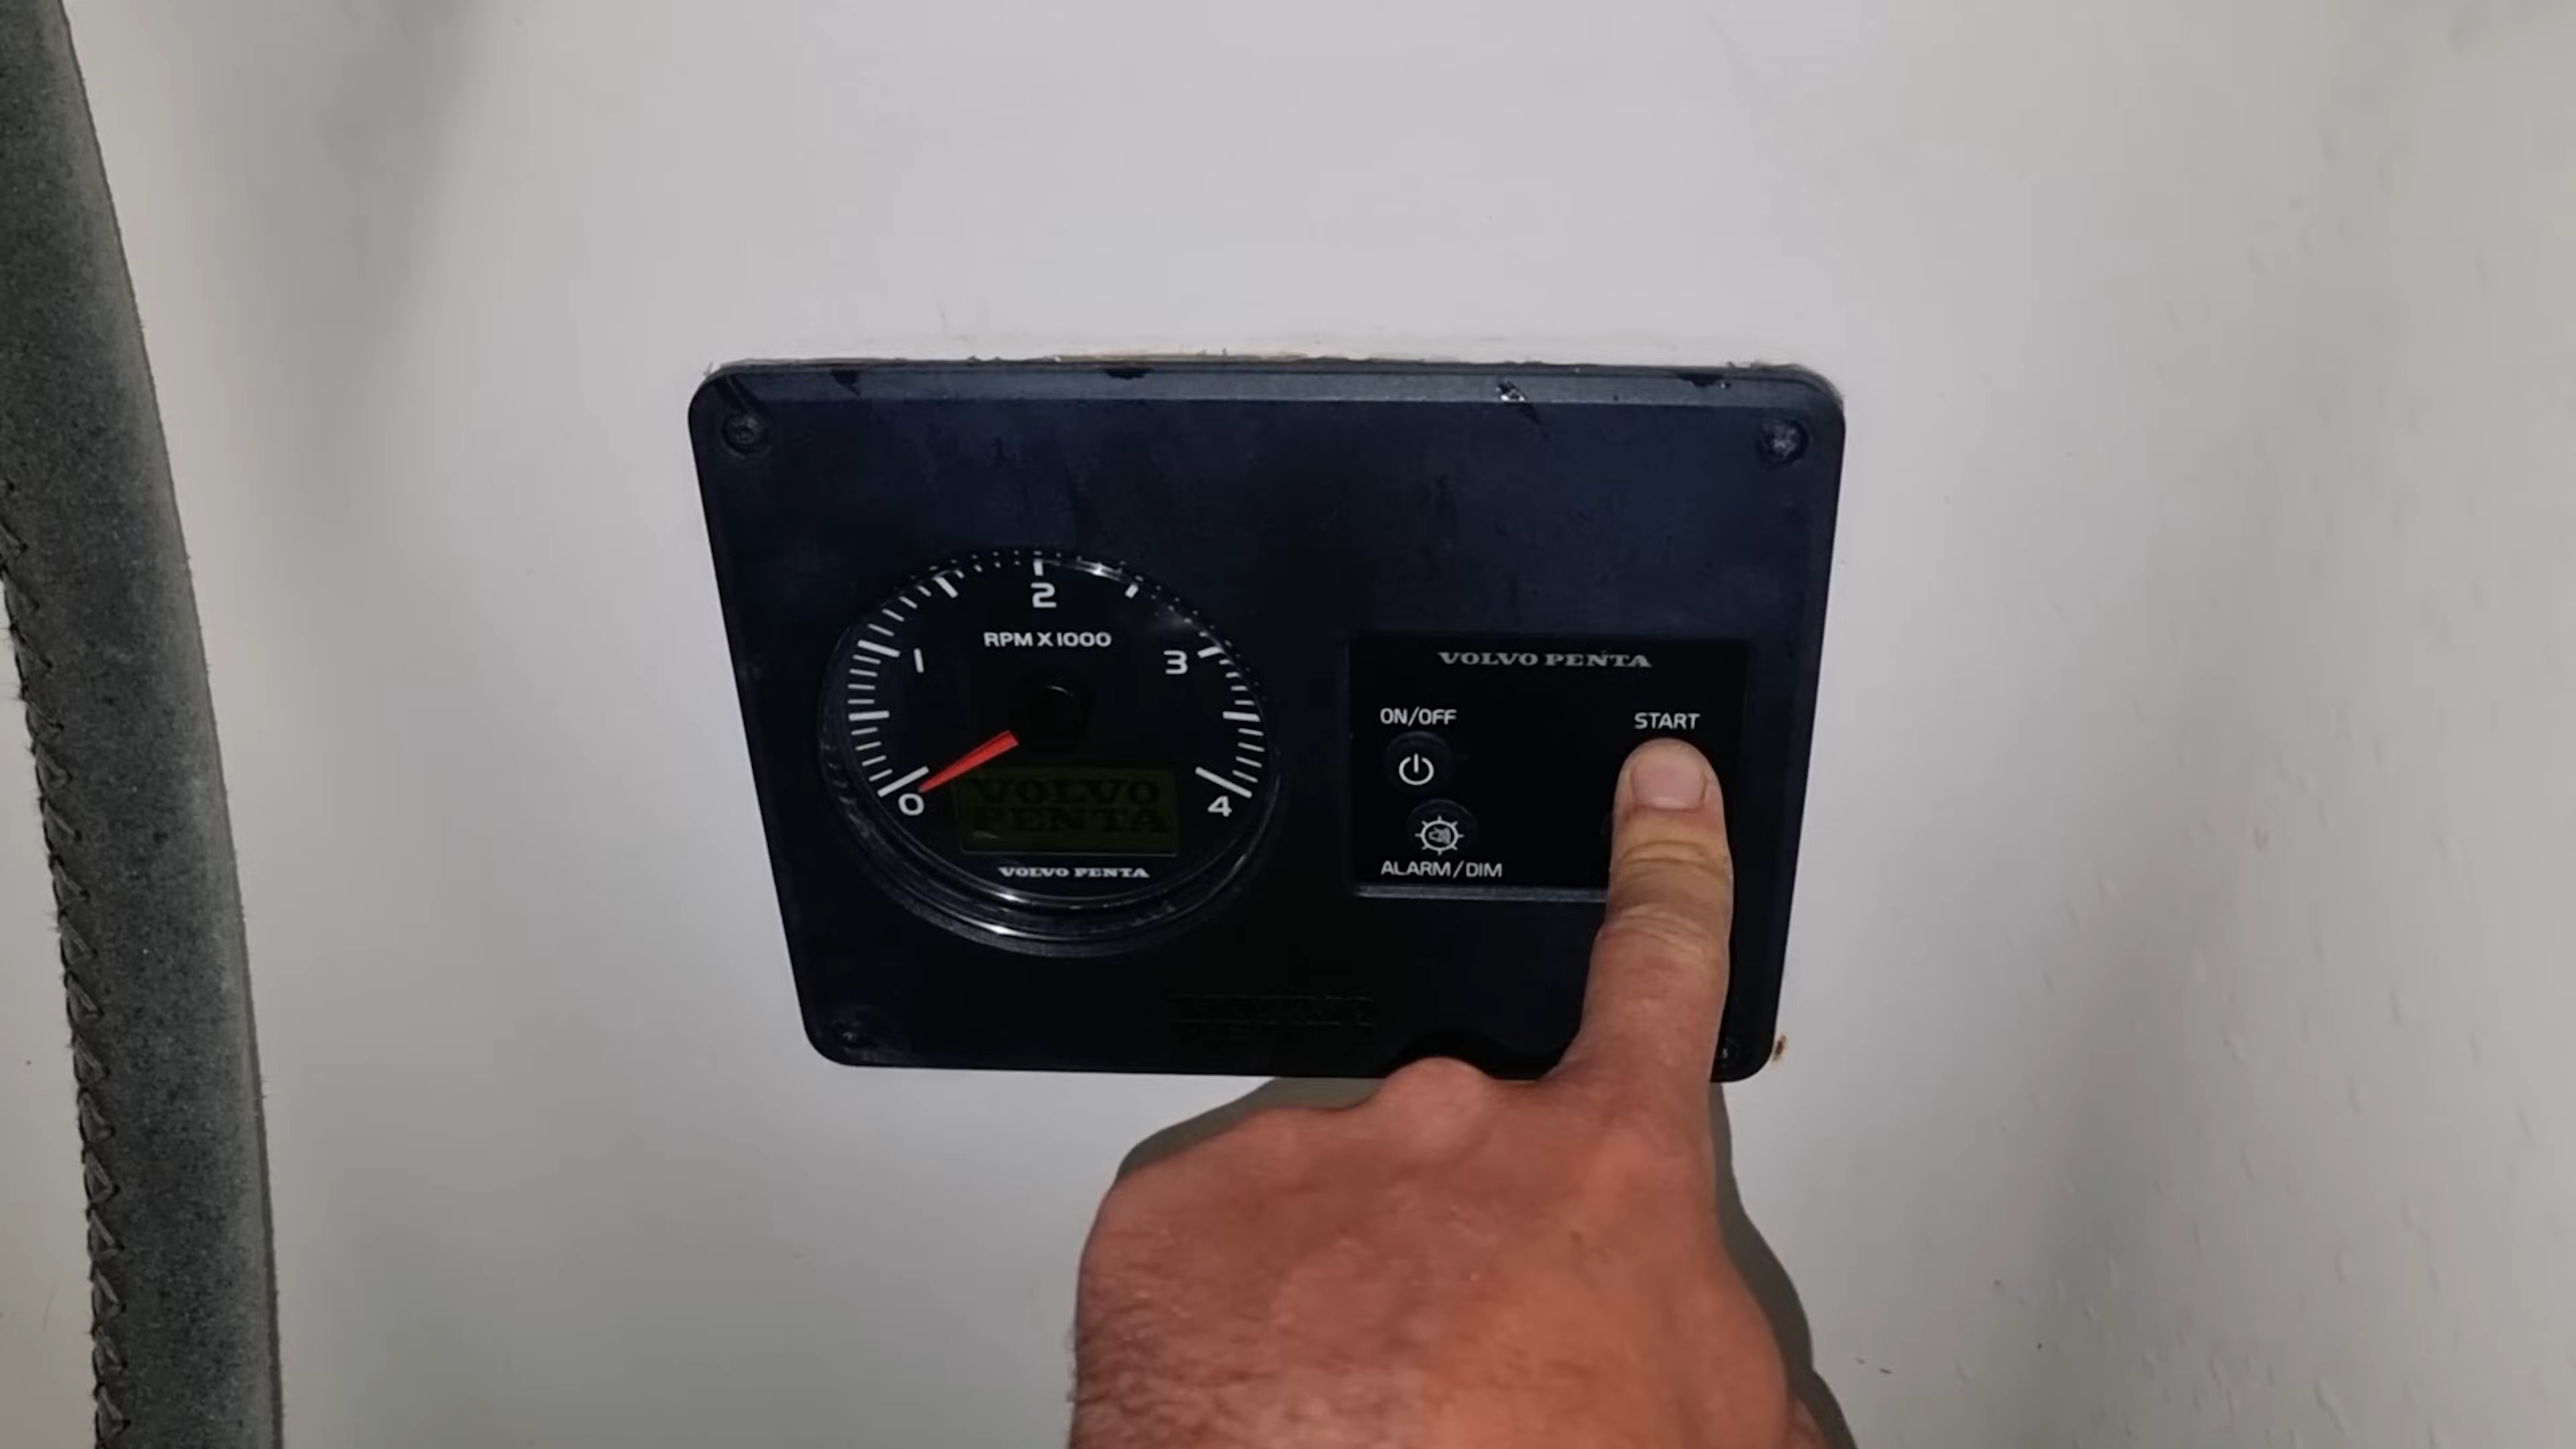 2
RPM X 1000
1
3
0
4
VOLVO
PENTA
VOLVO PENTA
VOLVO PENTA
ON/OFF
START
ALARM/DIM